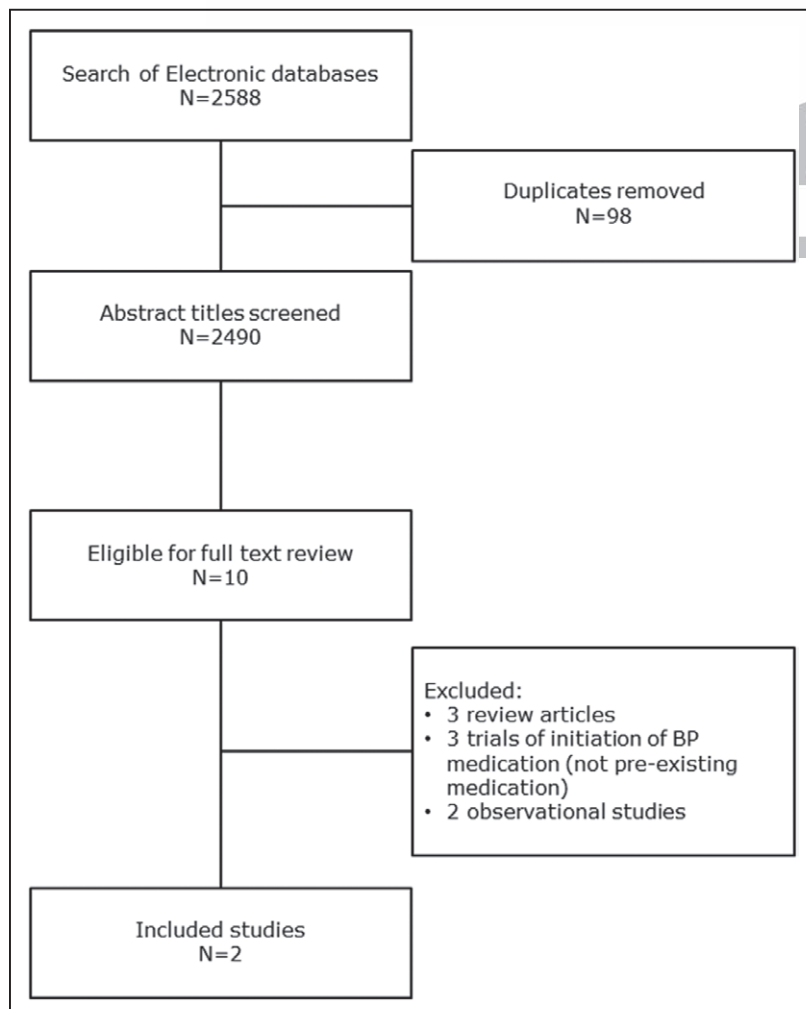 Search of Electronic databases
N=2588
Duplicates removed
N=98
Abstract titles screened
N=2490
Eligible for full text review
N=10
Excluded:
• 3 review articles
• 3 trials of initiation of BP
medication (not pre-existing
medication)
• 2 observational studies
Included studies
N=2